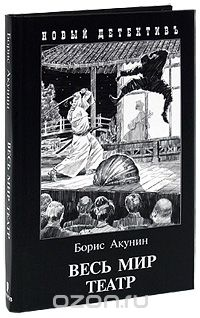 НОВЫЙ ДЕТЕКТИВЪ
Борис Акунин
ВЕСЬ МИР
ТЕАТР
Борис Акунин
ВЕСЬ МИР ТЕАТР
ozon.ru